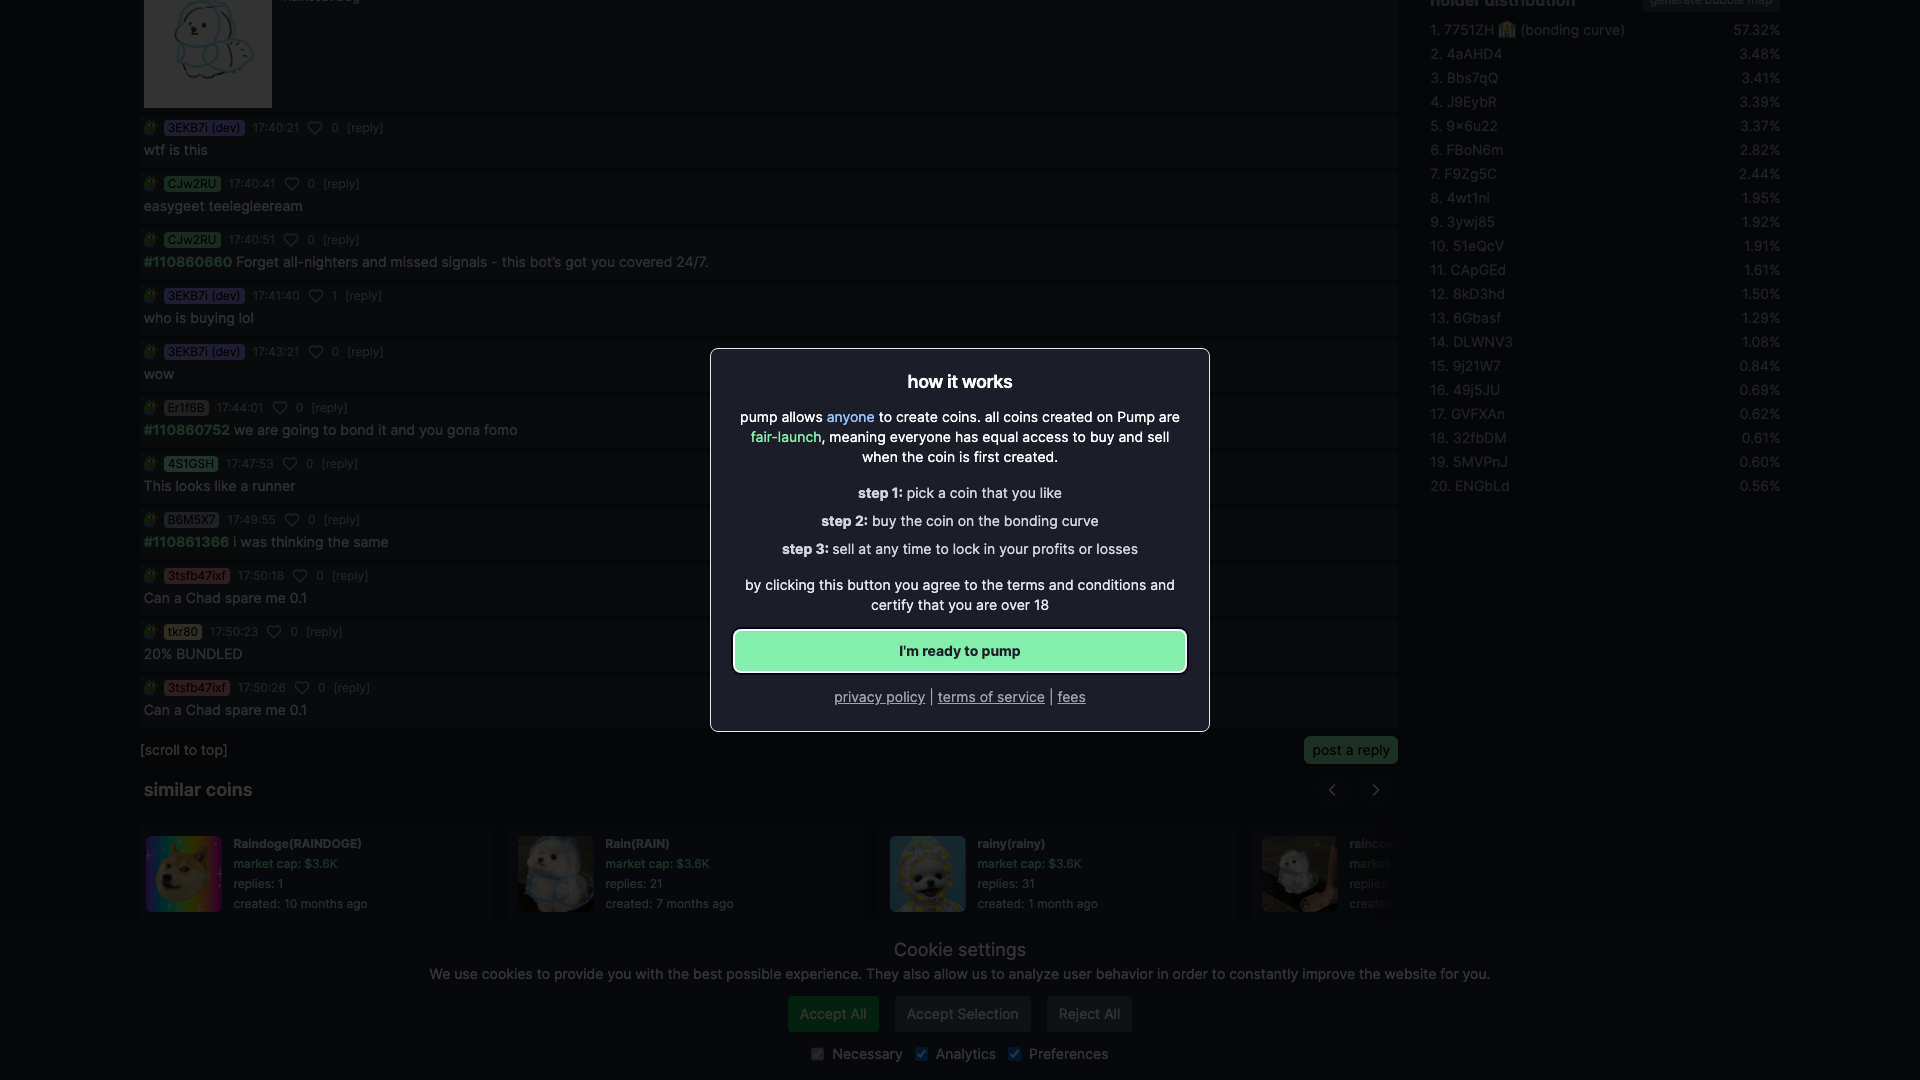 holder distribution
generate bubble map
3EKB7i (dev) 17:40:21 0 [reply]
wtf is this
CJw2RU 17:40:41 0 [reply]
easygeet teelegleeream
CJw2RU 17:40:51 0 [reply]
#110860660 Forget all-nighters and missed signals - this bot's got you covered 24/7.
3EKB7i (dev) 17:41:40 1 [reply]
who is buying lol
3EKB7i (dev) 17:43:21 0 [reply]
wow
Er1f6B 17:44:01 0 [reply]
#110860752 we are going to bond it and you gona fomo
4S1GSH 17:47:53 0 [reply]
This looks like a runner
B6M5X7 17:49:55 0 [reply]
#110861366 i was thinking the same
3tsfb47ixf 17:50:18 0 [reply]
Can a Chad spare me 0.1
tkr80 17:50:23 0 [reply]
20% BUNDLED
3tsfb47ixf 17:50:26 0 [reply]
Can a Chad spare me 0.1
[scroll to top]
post a reply
1. 7751ZH 🏦 (bonding curve) 57.32%
2. 4aAHD4 3.48%
3. Bbs7qQ 3.41%
4. J9EybR 3.39%
5. 9x6u22 3.37%
6. FBoN6m 2.82%
7. F9Zg5C 2.44%
8. 4wt1ni 1.95%
9. 3ywj85 1.92%
10. 51eQcV 1.91%
11. CApGEd 1.61%
12. 8kD3hd 1.50%
13. 6Gbasf 1.29%
14. DLWNV3 1.08%
15. 9j21W7 0.84%
16. 49j5JU 0.69%
17. GVFXAn 0.62%
18. 32fbDM 0.61%
19. 5MVPnJ 0.60%
20. ENGbLd 0.56%
how it works
pump allows anyone to create coins. all coins created on Pump are
fair-launch, meaning everyone has equal access to buy and sell
when the coin is first created.
step 1: pick a coin that you like
step 2: buy the coin on the bonding curve
step 3: sell at any time to lock in your profits or losses
by clicking this button you agree to the terms and conditions and
certify that you are over 18
I'm ready to pump
privacy policy | terms of service | fees
similar coins
Raindoge(RAINDOGE)
market cap: $3.6K
replies: 1
created: 10 months ago
Rain(RAIN)
market cap: $3.6K
replies: 21
created: 7 months ago
rainy(rainy)
market cap: $3.6K
replies: 31
created: 1 month ago
market
replies:
Cookie settings
We use cookies to provide you with the best possible experience. They also allow us to analyze user behavior in order to constantly improve the website for you.
Accept All
Accept Selection
Reject All
Necessary Analytics Preferences